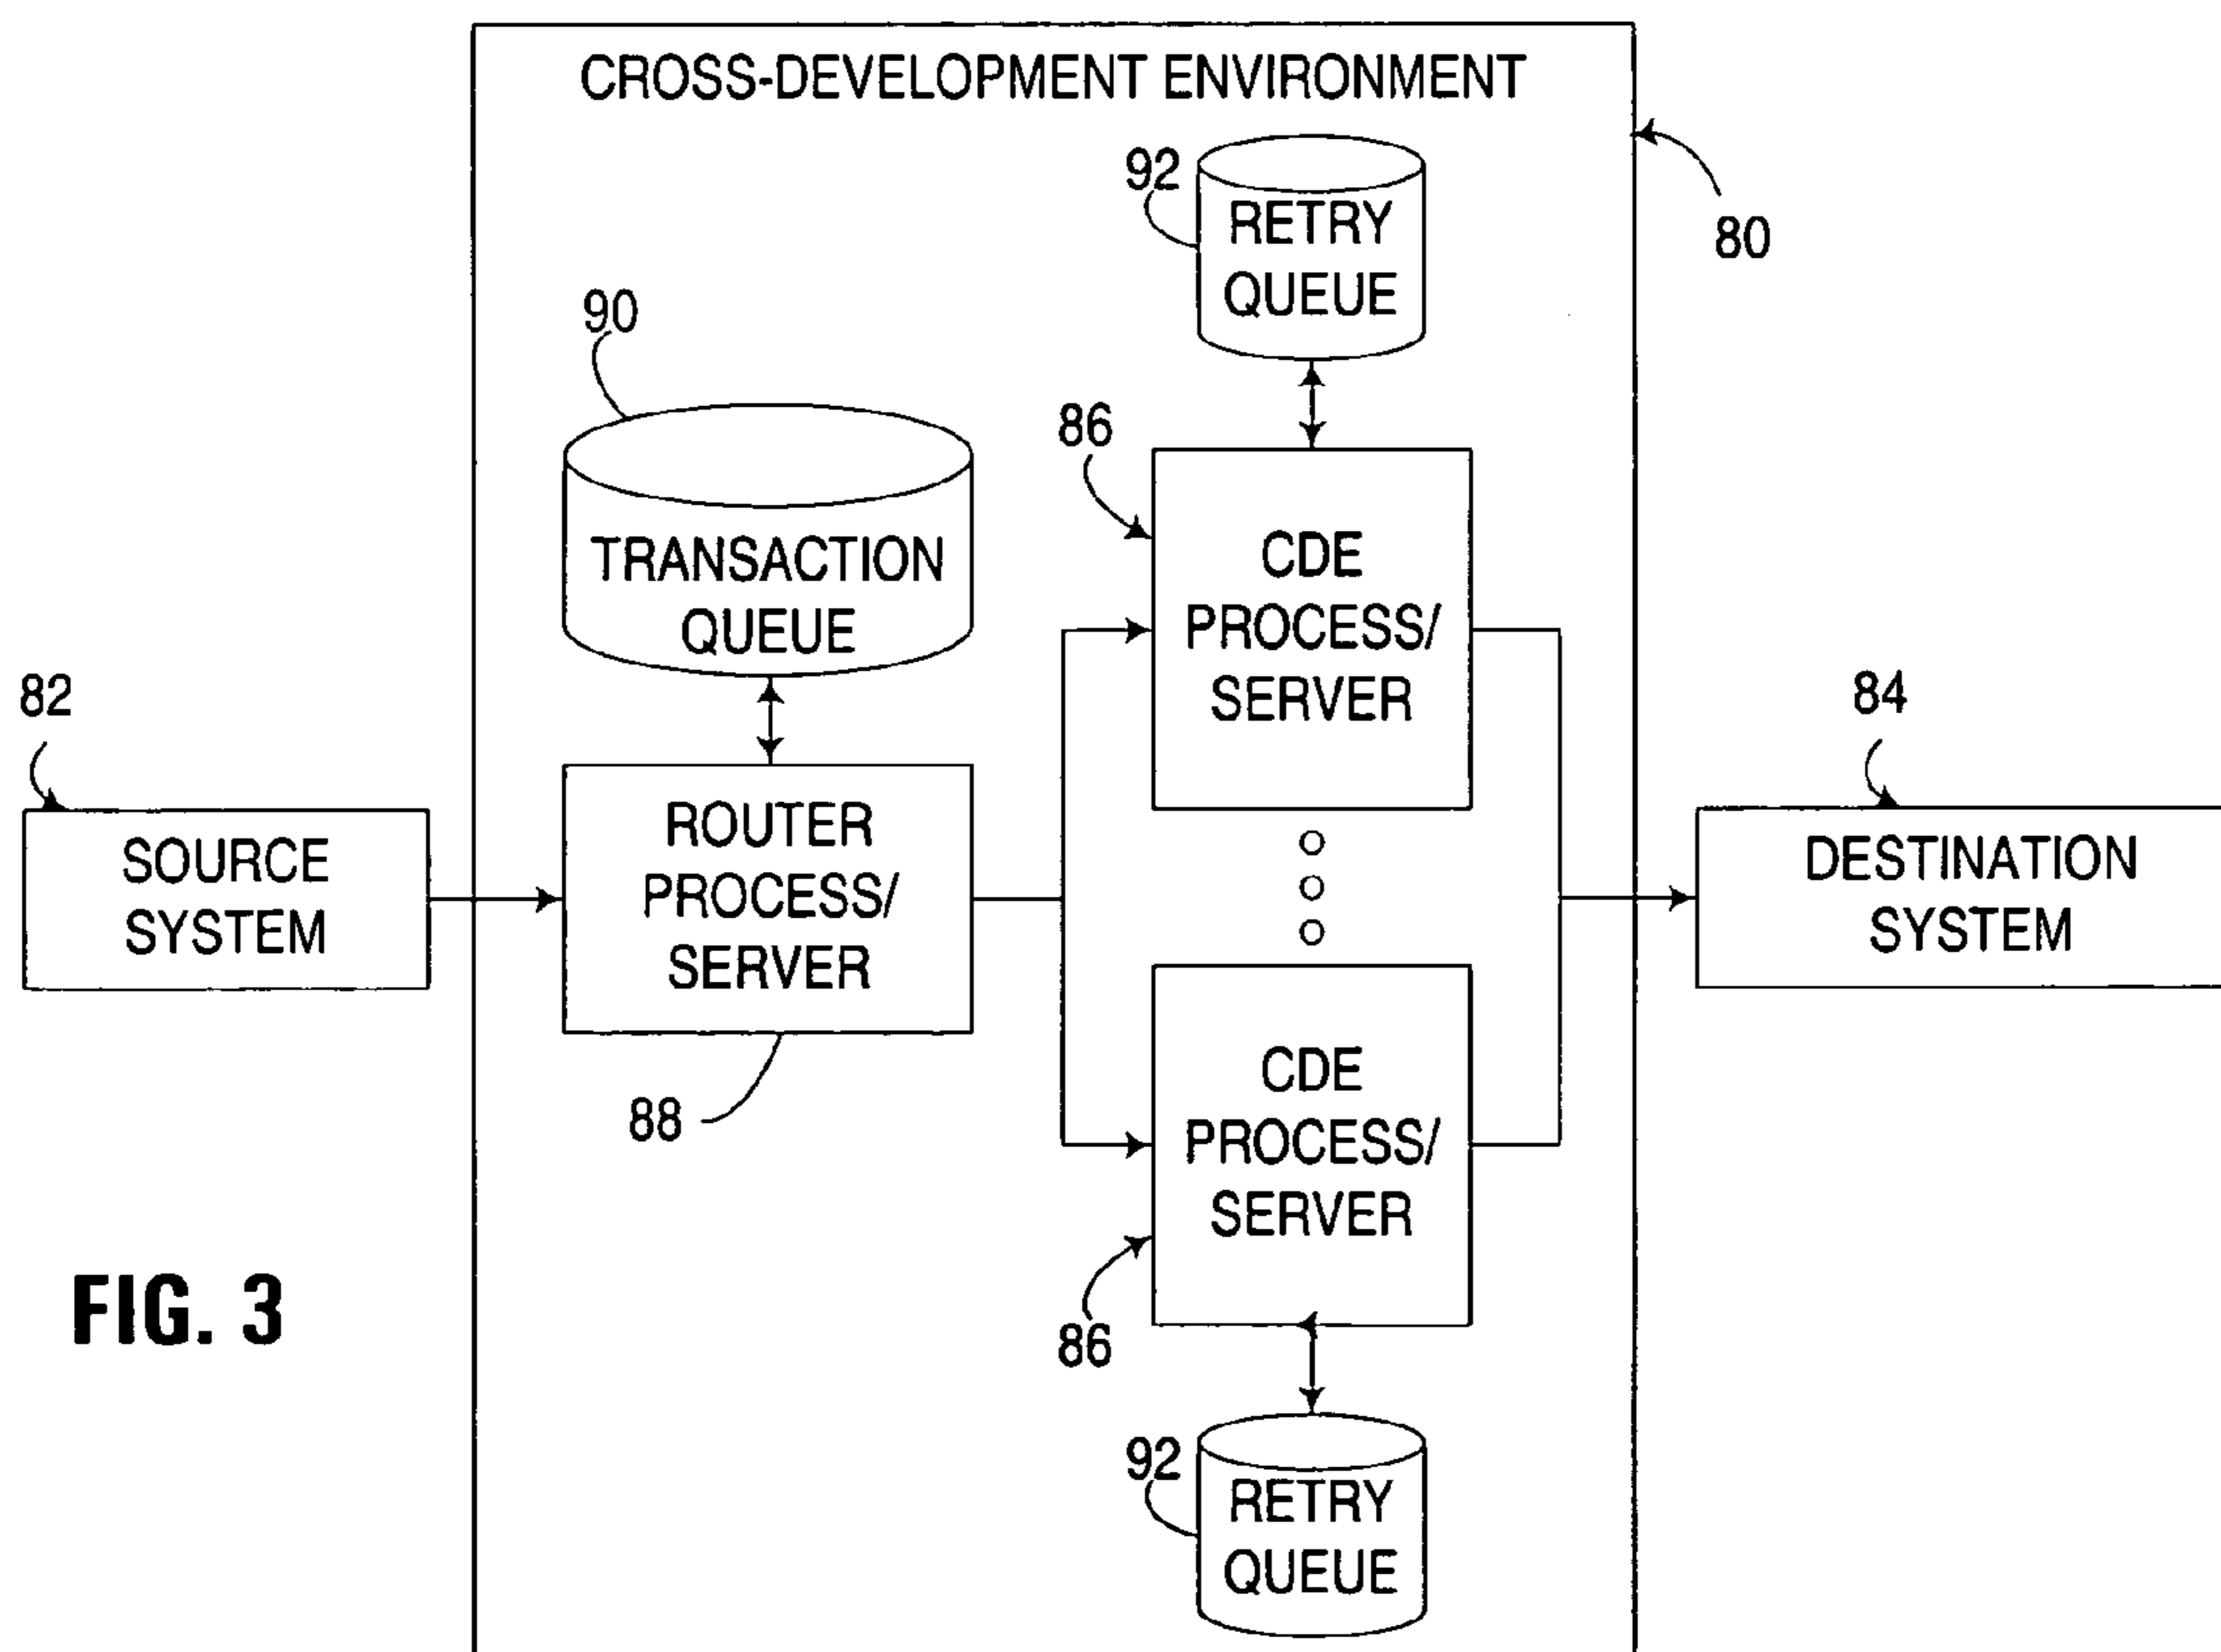 CROSS-DEVELOPMENT ENVIRONMENT
92
RETRY
QUEUE
80
90
TRANSACTION
QUEUE
86
CDE
PROCESS/
SERVER
82
SOURCE
SYSTEM
ROUTER
PROCESS/
SERVER
88
84
DESTINATION
SYSTEM
CDE
PROCESS/
SERVER
86
92
RETRY
QUEUE
FIG. 3